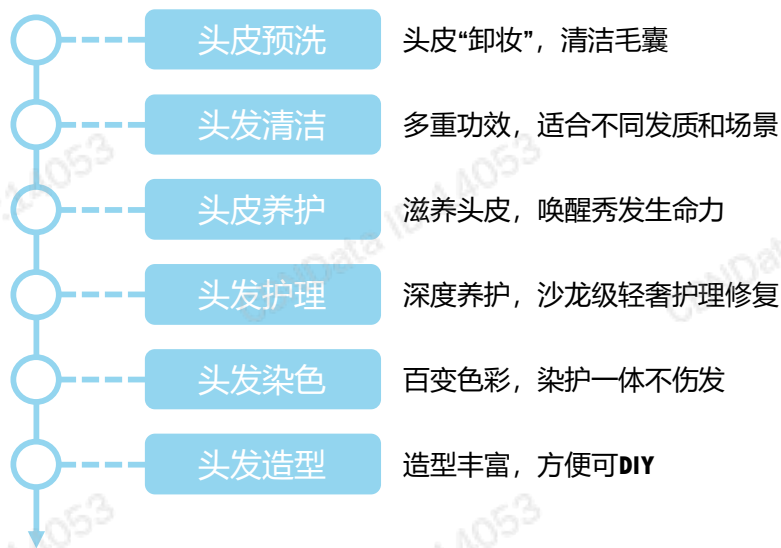 头皮预洗 头皮“卸妆”，清洁毛囊
头发清洁 多重功效，适合不同发质和场景
头皮养护 滋养头皮，唤醒秀发生命力
头发护理 深度养护，沙龙级轻奢护理修复
头发染色 百变色彩，染护一体不伤发
头发造型 造型丰富，方便可DIY